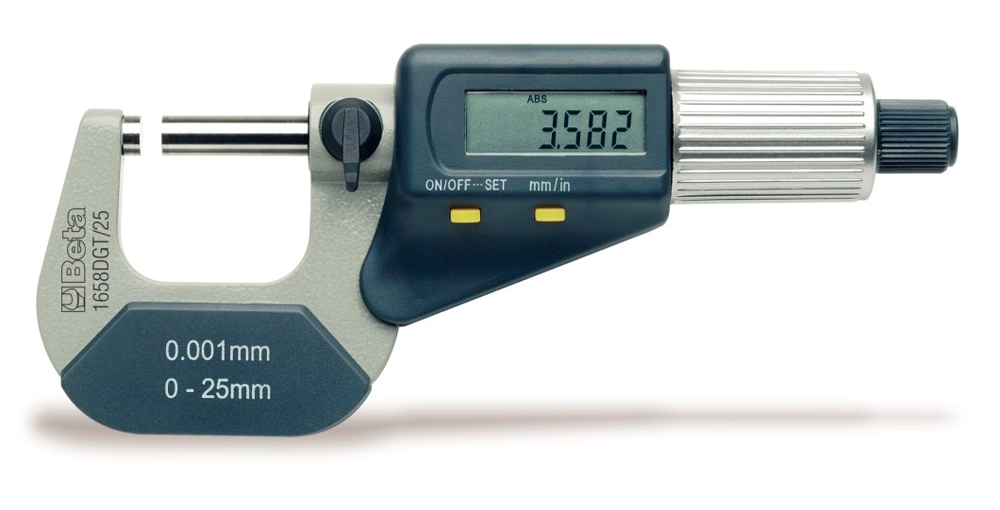 ABS
3.582
ON/OFF···SET mm/in
Beta
1658DGT/25
0.001mm
0 - 25mm